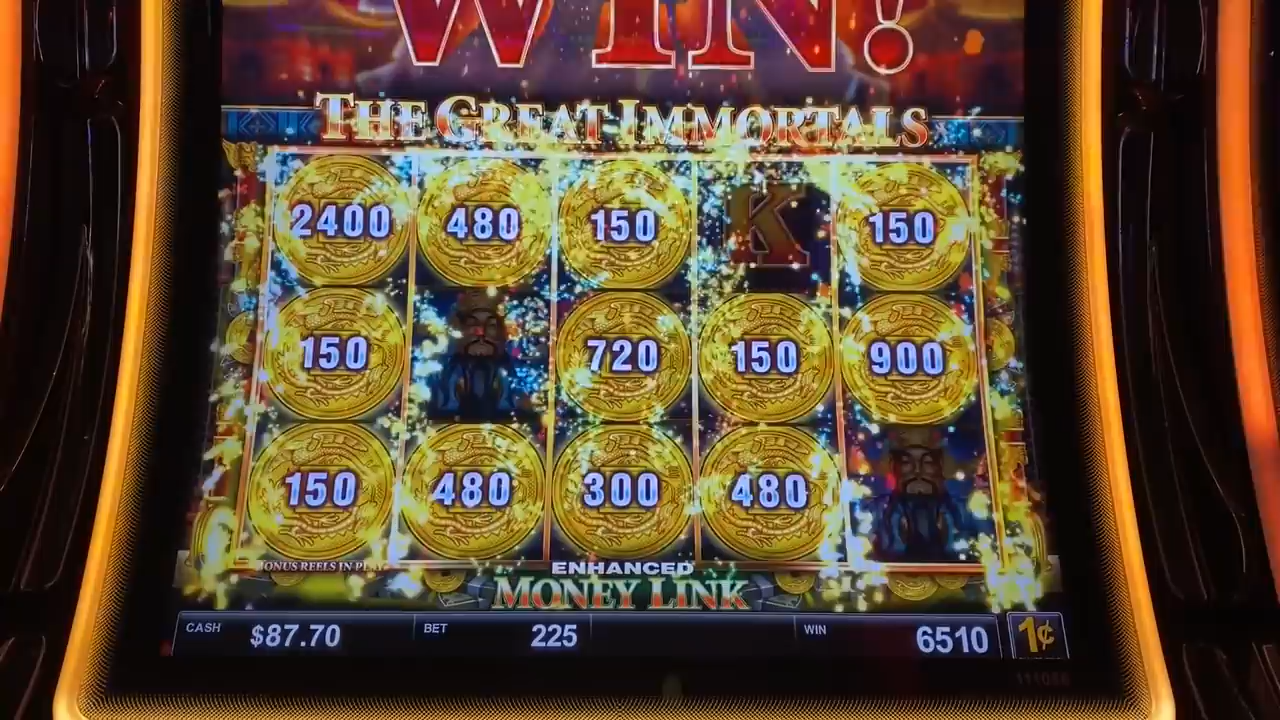 WIN!
THE GREAT IMMORTALS
2400 480 150 K 150
150 720 150 900
150 480 300 480
BONUS REELS IN PLAY
ENHANCED
MONEY LINK
CASH $87.70 BET 225 WIN 6510 1¢